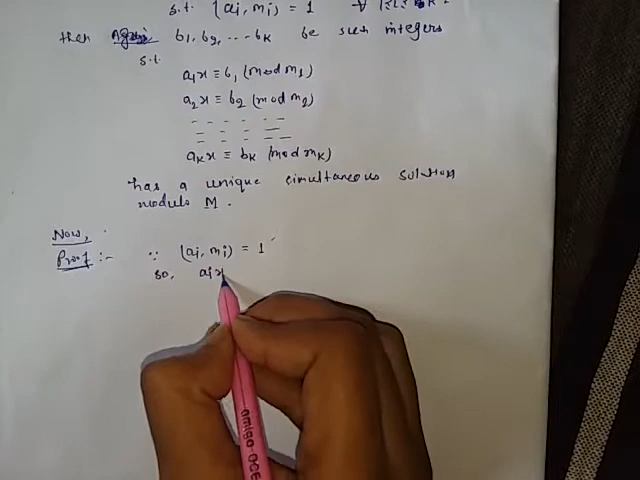 s.t. (ai, mi) = 1 ∀ 1≤i≤k.
then b1, b2, ... bk be such integers
s.t.
a1x ≡ b1 (mod m1)
a2x ≡ b2 (mod m2)
akx ≡ bk (mod mk)
has a unique simultaneous solution
modulo M.
Now,
Proof :- ∵ (ai, mi) = 1
so, aix
amigo OCE